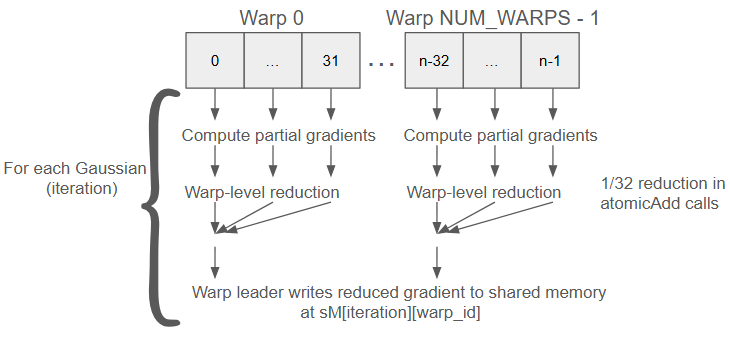 Warp 0
Warp NUM_WARPS - 1
0
...
31
...
n-32
...
n-1
Compute partial gradients
Compute partial gradients
For each Gaussian
(iteration)
Warp-level reduction
Warp-level reduction
1/32 reduction in
atomicAdd calls
Warp leader writes reduced gradient to shared memory
at sM[iteration][warp_id]